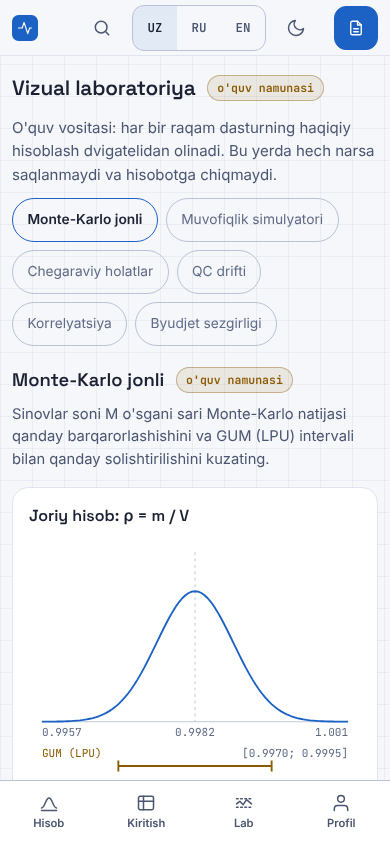 UZ RU EN
Vizual laboratoriya o'quv namunasi
O'quv vositasi: har bir raqam dasturning haqiqiy
hisoblash dvigatelidan olinadi. Bu yerda hech narsa
saqlanmaydi va hisobotga chiqmaydi.
Monte-Karlo jonli Muvofiqlik simulyatori
Chegaraviy holatlar QC drifti
Korrelyatsiya Byudjet sezgirligi
Monte-Karlo jonli o'quv namunasi
Sinovlar soni M o'sgani sari Monte-Karlo natijasi
qanday barqarorlashishini va GUM (LPU) intervali
bilan qanday solishtirilishini kuzating.
Joriy hisob: ρ = m / V
0.9957 0.9982 1.001
GUM (LPU) [0.9970; 0.9995]
Hisob Kiritish Lab Profil